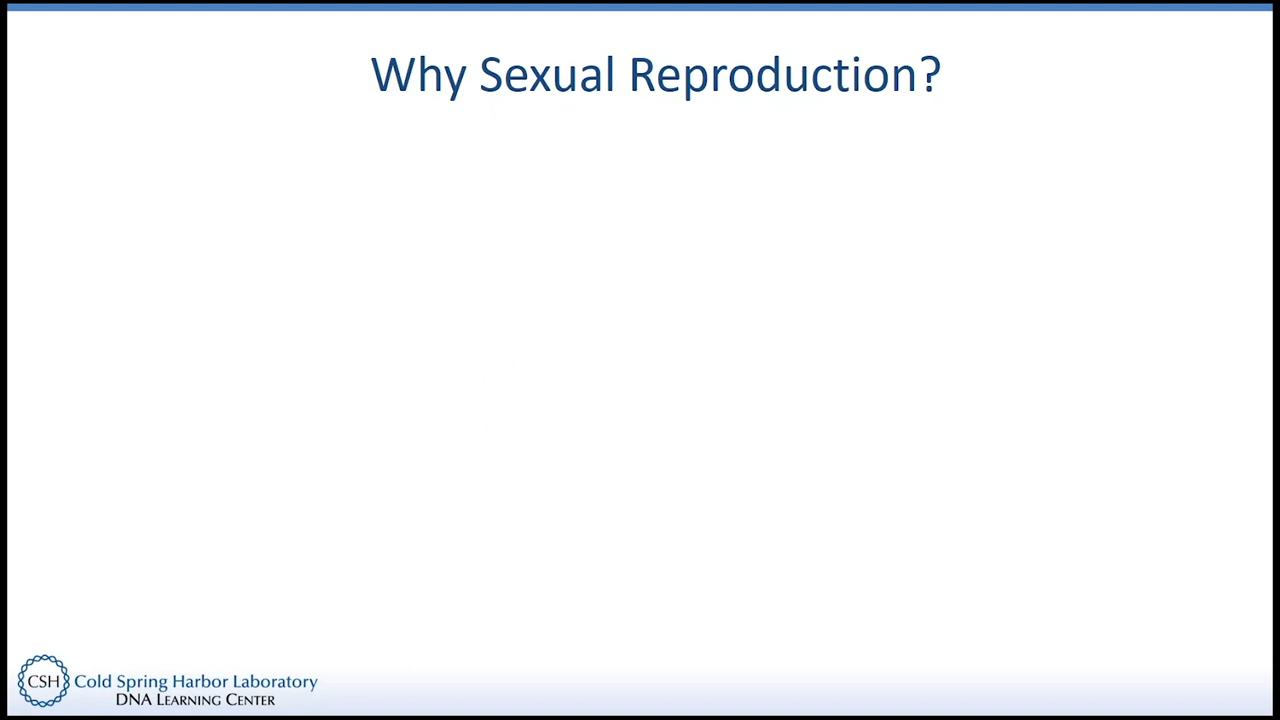 Why Sexual Reproduction?
CSH Cold Spring Harbor Laboratory
DNA LEARNING CENTER